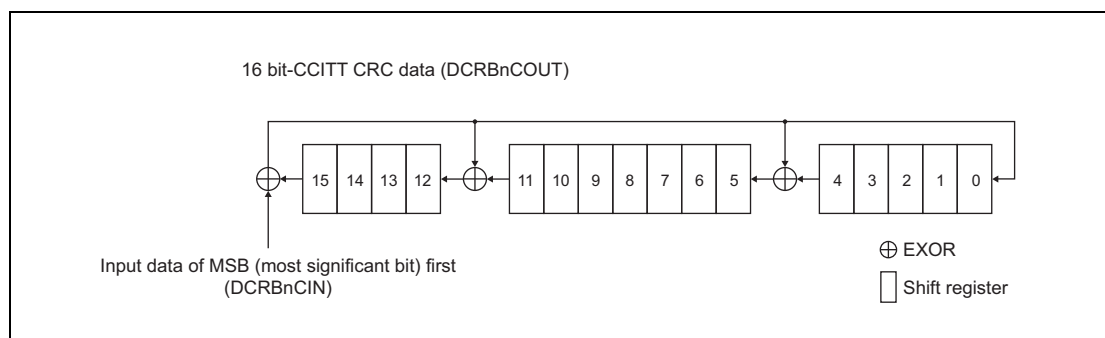 16 bit-CCITT CRC data (DCRBnCOUT)
15 14 13 12 11 10 9 8 7 6 5 4 3 2 1 0
Input data of MSB (most significant bit) first
(DCRBnCIN)
EXOR
Shift register